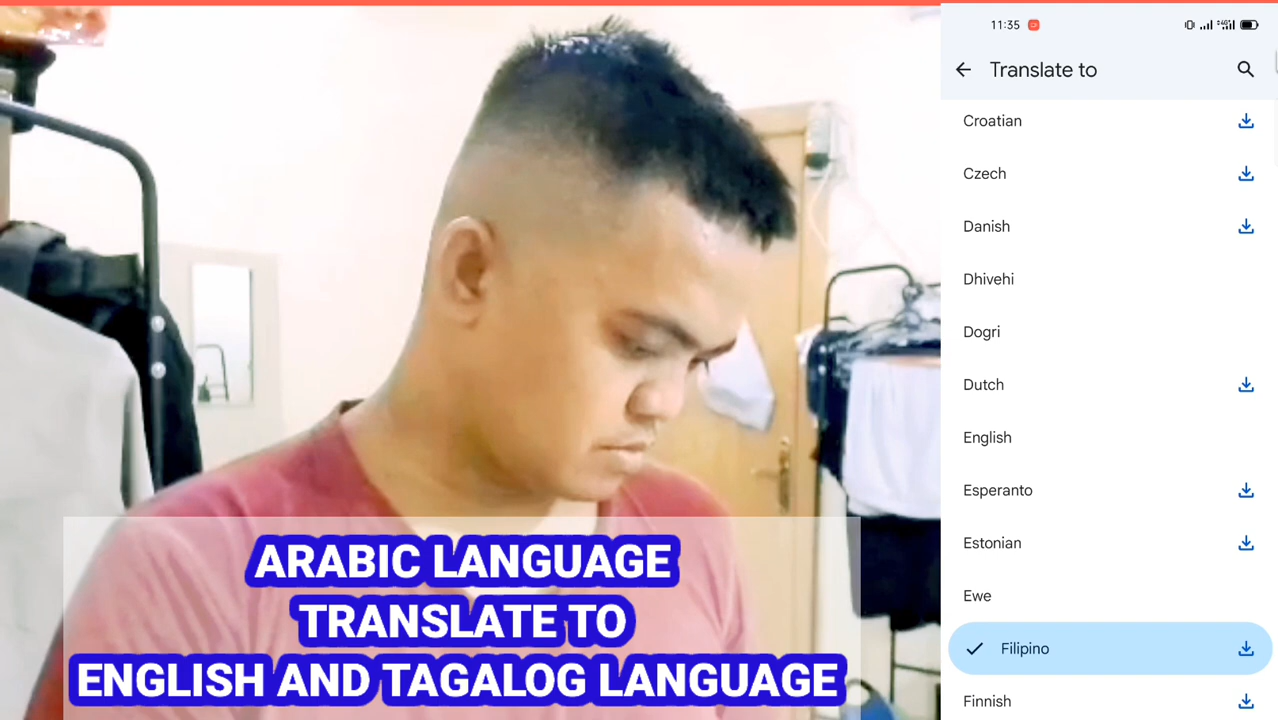 ARABIC LANGUAGE
TRANSLATE TO
ENGLISH AND TAGALOG LANGUAGE
11:35
Translate to
Croatian
Czech
Danish
Dhivehi
Dogri
Dutch
English
Esperanto
Estonian
Ewe
Filipino
Finnish